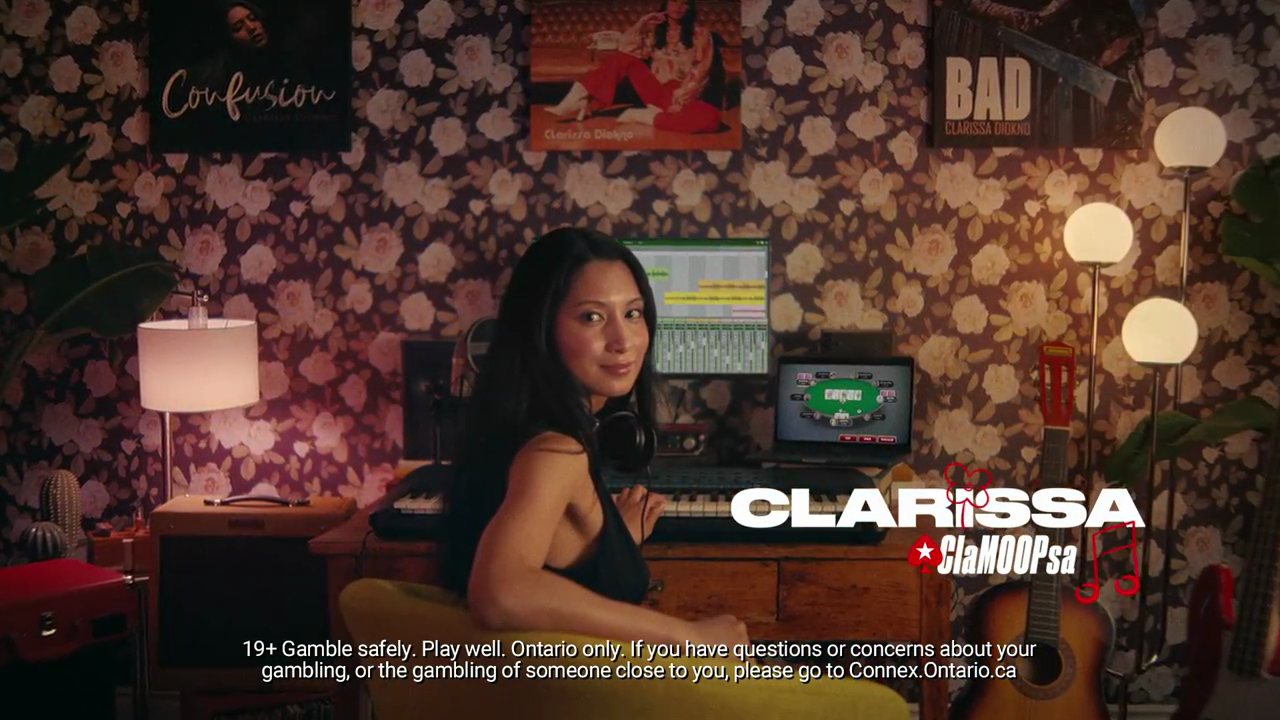 Confusion
CLARISSA DIOKNO
Clarissa Diokno
BAD
CLARISSA DIOKNO
CLARISSA
ClaMOOPsa
19+ Gamble safely. Play well. Ontario only. If you have questions or concerns about your
gambling, or the gambling of someone close to you, please go to Connex.Ontario.ca